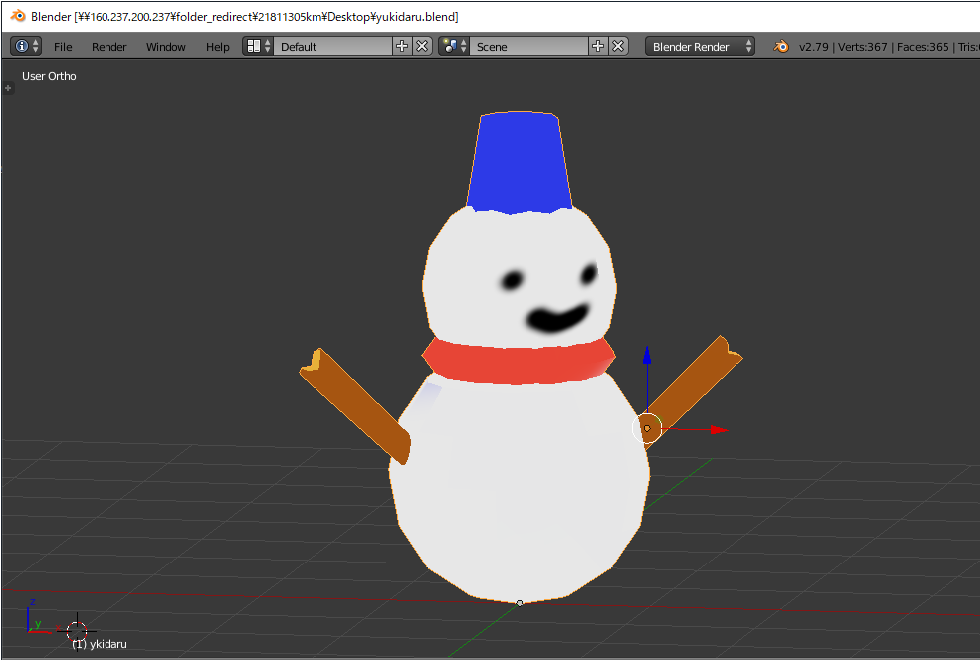 Blender [¥¥160.237.200.237¥folder_redirect¥21811305km¥Desktop¥yukidaru.blend]
File Render Window Help Default Scene Blender Render v2.79 | Verts:367 | Faces:365 | Tris:
User Ortho
z
y
(1) ykidaru